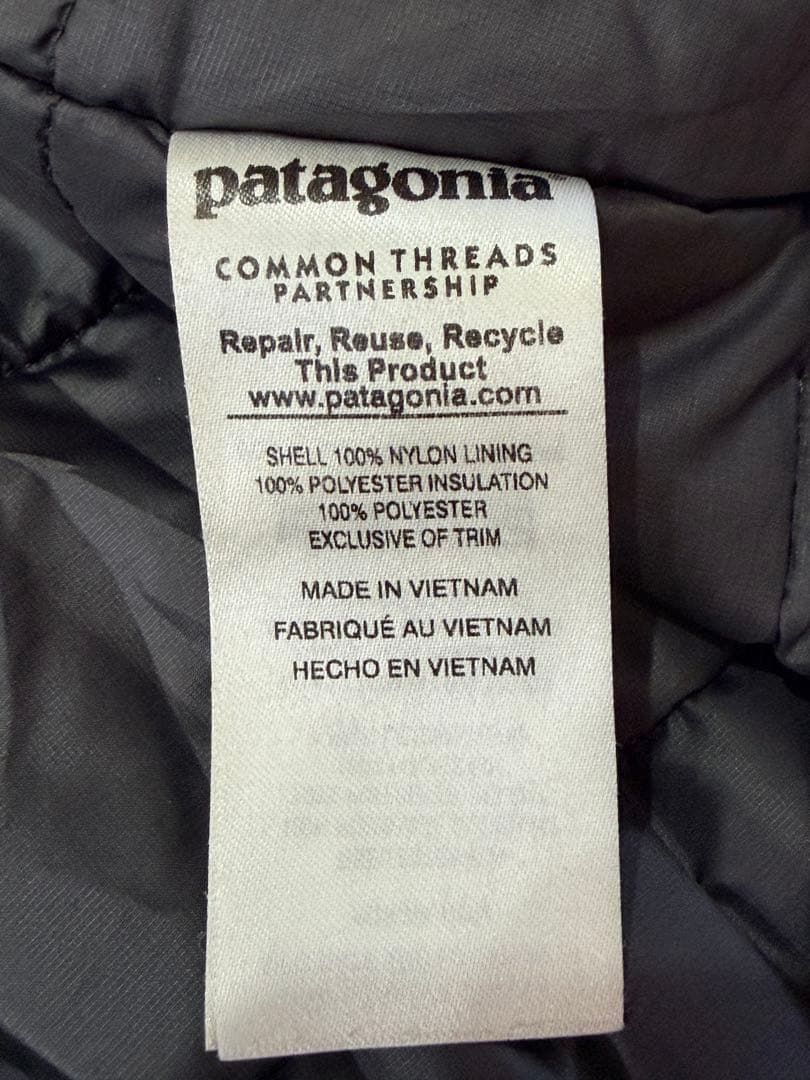 patagonia
COMMON THREADS
PARTNERSHIP
Repair, Reuse, Recycle
This Product
www.patagonia.com
SHELL 100% NYLON LINING
100% POLYESTER INSULATION
100% POLYESTER
EXCLUSIVE OF TRIM
MADE IN VIETNAM
FABRIQUÉ AU VIETNAM
HECHO EN VIETNAM